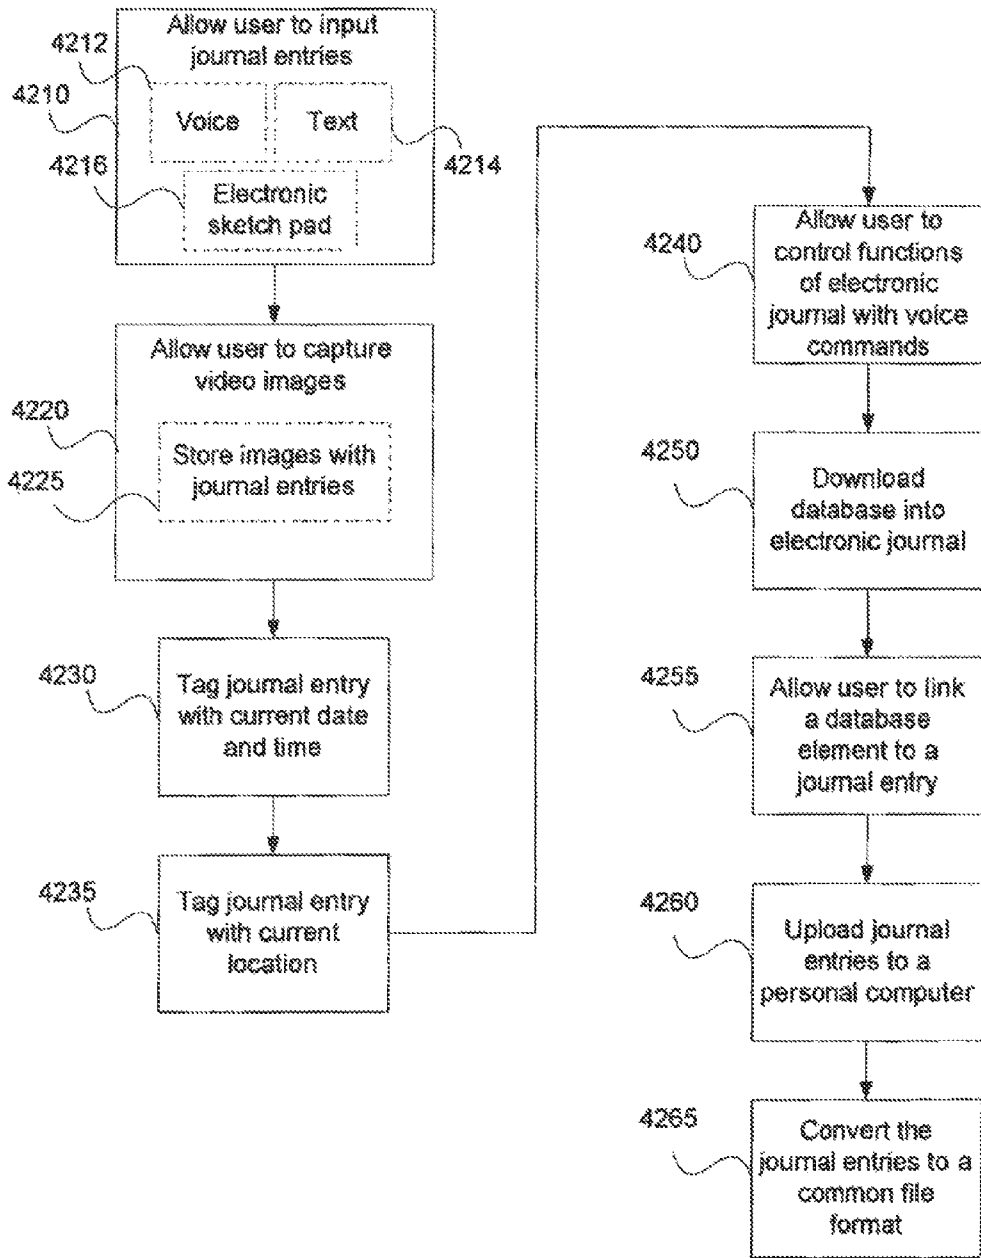 Allow user to input
journal entries
4212
4210
Voice
Text
4214
4216
Electronic
sketch pad
Allow user to capture
video images
4220
Store images with
journal entries
4225
4230
Tag journal entry
with current date
and time
4235
Tag journal entry
with current
location
4240
Allow user to
control functions
of electronic
journal with voice
commands
4250
Download
database into
electronic journal
4255
Allow user to link
a database
element to a
journal entry
4260
Upload journal
entries to a
personal computer
4265
Convert the
journal entries to a
common file
format